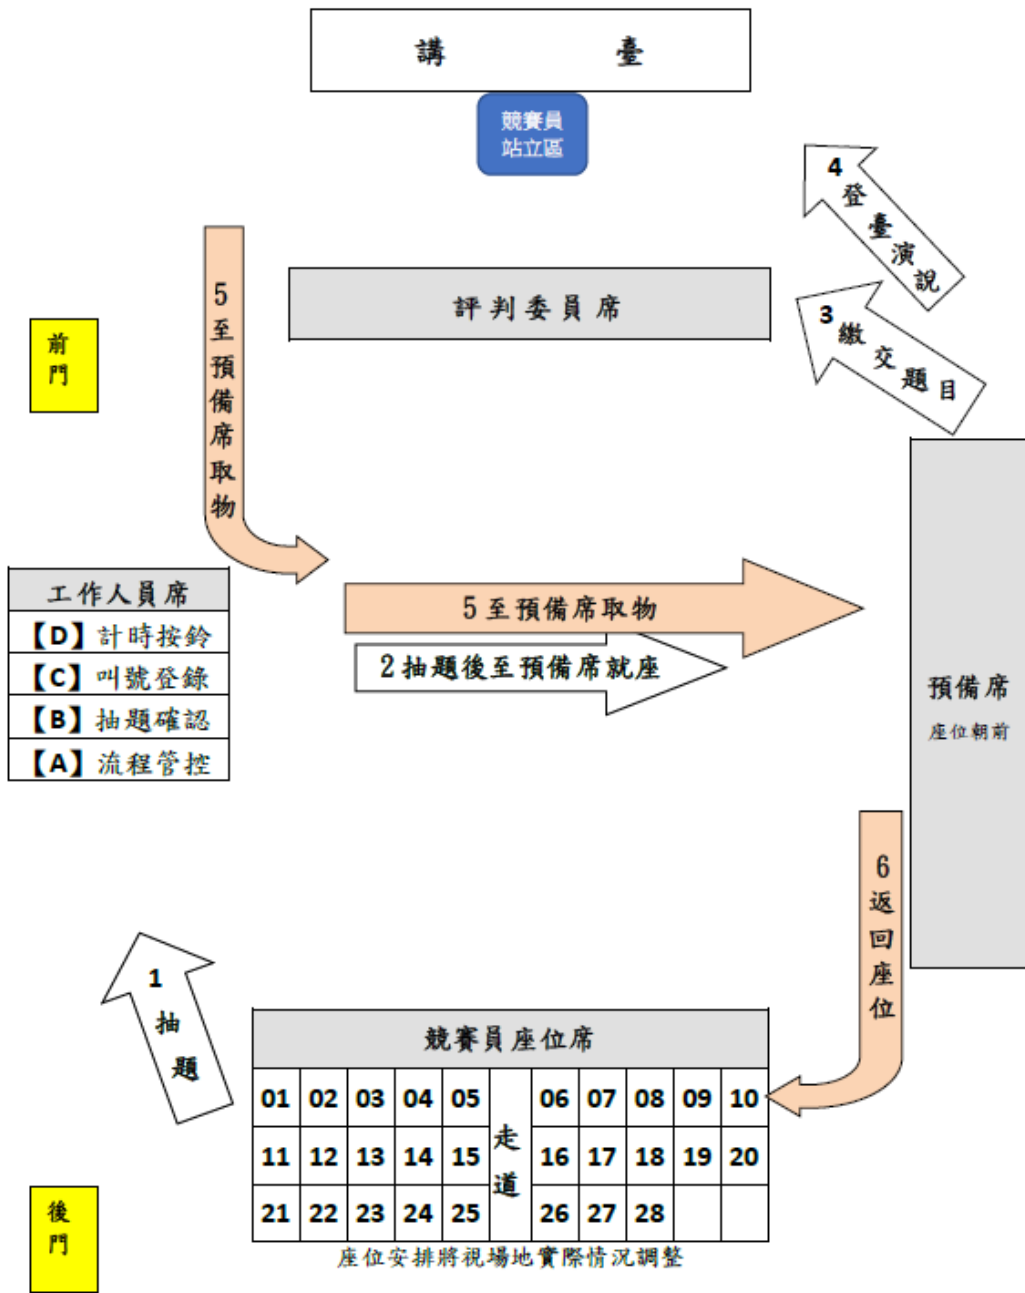 講 臺
競賽員
站立區
4 登臺演說
3 繳交題目
評判委員席
前門
5 至預備席取物
5 至預備席取物
2 抽題後至預備席就座
工作人員席
【D】計時按鈴
【C】叫號登錄
【B】抽題確認
【A】流程管控
預備席
座位朝前
6 返回座位
1 抽題
競賽員座位席
01 02 03 04 05 走道 06 07 08 09 10
11 12 13 14 15 16 17 18 19 20
21 22 23 24 25 26 27 28
後門
座位安排將視場地實際情況調整